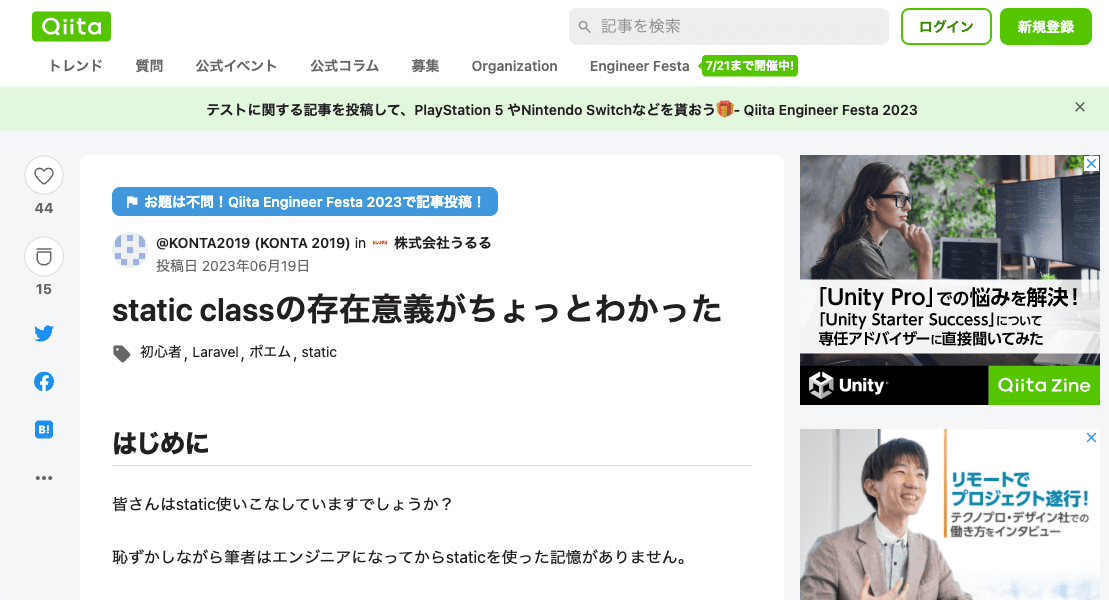 Qiita
記事を検索
ログイン
新規登録
トレンド
質問
公式イベント
公式コラム
募集
Organization
Engineer Festa
7/21まで開催中!
テストに関する記事を投稿して、PlayStation 5 やNintendo Switchなどを貰おう🎁- Qiita Engineer Festa 2023
44
15
B!
お題は不問！Qiita Engineer Festa 2023で記事投稿！
@KONTA2019 (KONTA 2019) in 株式会社うるる
投稿日 2023年06月19日
static classの存在意義がちょっとわかった
初心者, Laravel, ポエム, static
はじめに
皆さんはstatic使いこなしていますでしょうか？
恥ずかしながら筆者はエンジニアになってからstaticを使った記憶がありません。
「Unity Pro」での悩みを解決！
「Unity Starter Success」について
専任アドバイザーに直接聞いてみた
Unity
Qiita Zine
リモートで
プロジェクト遂行!
テクノプロ・デザイン社での
働き方をインタビュー